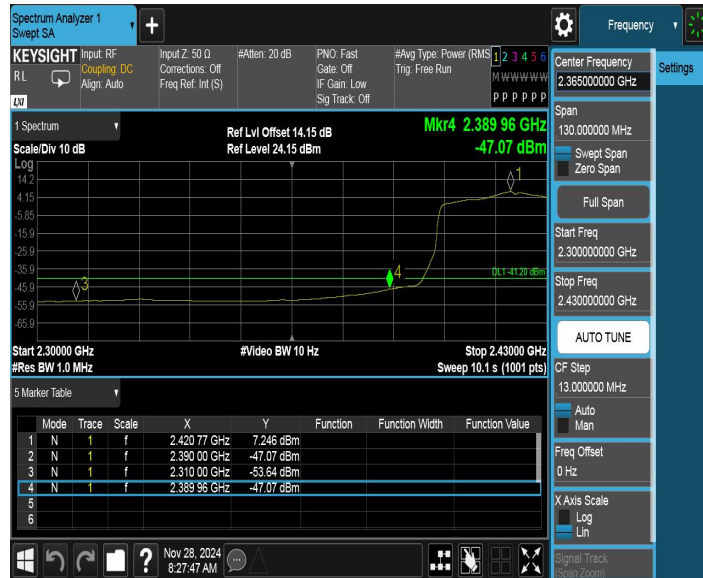 Spectrum Analyzer 1
Swept SA
+
Frequency
KEYSIGHT
RL
LXI
Input: RF
Coupling: DC
Align: Auto
Input Z: 50 Ω
Corrections: Off
Freq Ref: Int (S)
#Atten: 20 dB
PNO: Fast
Gate: Off
IF Gain: Low
Sig Track: Off
#Avg Type: Power (RMS
Trig: Free Run
1 2 3 4 5 6
M W W W W W
P P P P P P
1 Spectrum
Scale/Div 10 dB
Ref Lvl Offset 14.15 dB
Ref Level 24.15 dBm
Mkr4 2.389 96 GHz
-47.07 dBm
Log
14.2
4.15
-5.85
-15.9
-25.9
-35.9
-45.9
-55.9
-65.9
1
3
4
DL1 -41.20 dBm
Start 2.30000 GHz
#Video BW 10 Hz
Stop 2.43000 GHz
#Res BW 1.0 MHz
Sweep 10.1 s (1001 pts)
5 Marker Table
Mode Trace Scale X Y Function Function Width Function Value
1 N 1 f 2.420 77 GHz 7.246 dBm
2 N 1 f 2.390 00 GHz -47.07 dBm
3 N 1 f 2.310 00 GHz -53.64 dBm
4 N 1 f 2.389 96 GHz -47.07 dBm
5
6
?
Nov 28, 2024
8:27:47 AM
Center Frequency
2.365000000 GHz
Settings
Span
130.000000 MHz
Swept Span
Zero Span
Full Span
Start Freq
2.300000000 GHz
Stop Freq
2.430000000 GHz
AUTO TUNE
CF Step
13.000000 MHz
Auto
Man
Freq Offset
0 Hz
X Axis Scale
Log
Lin
Signal Track
(Span Zoom)